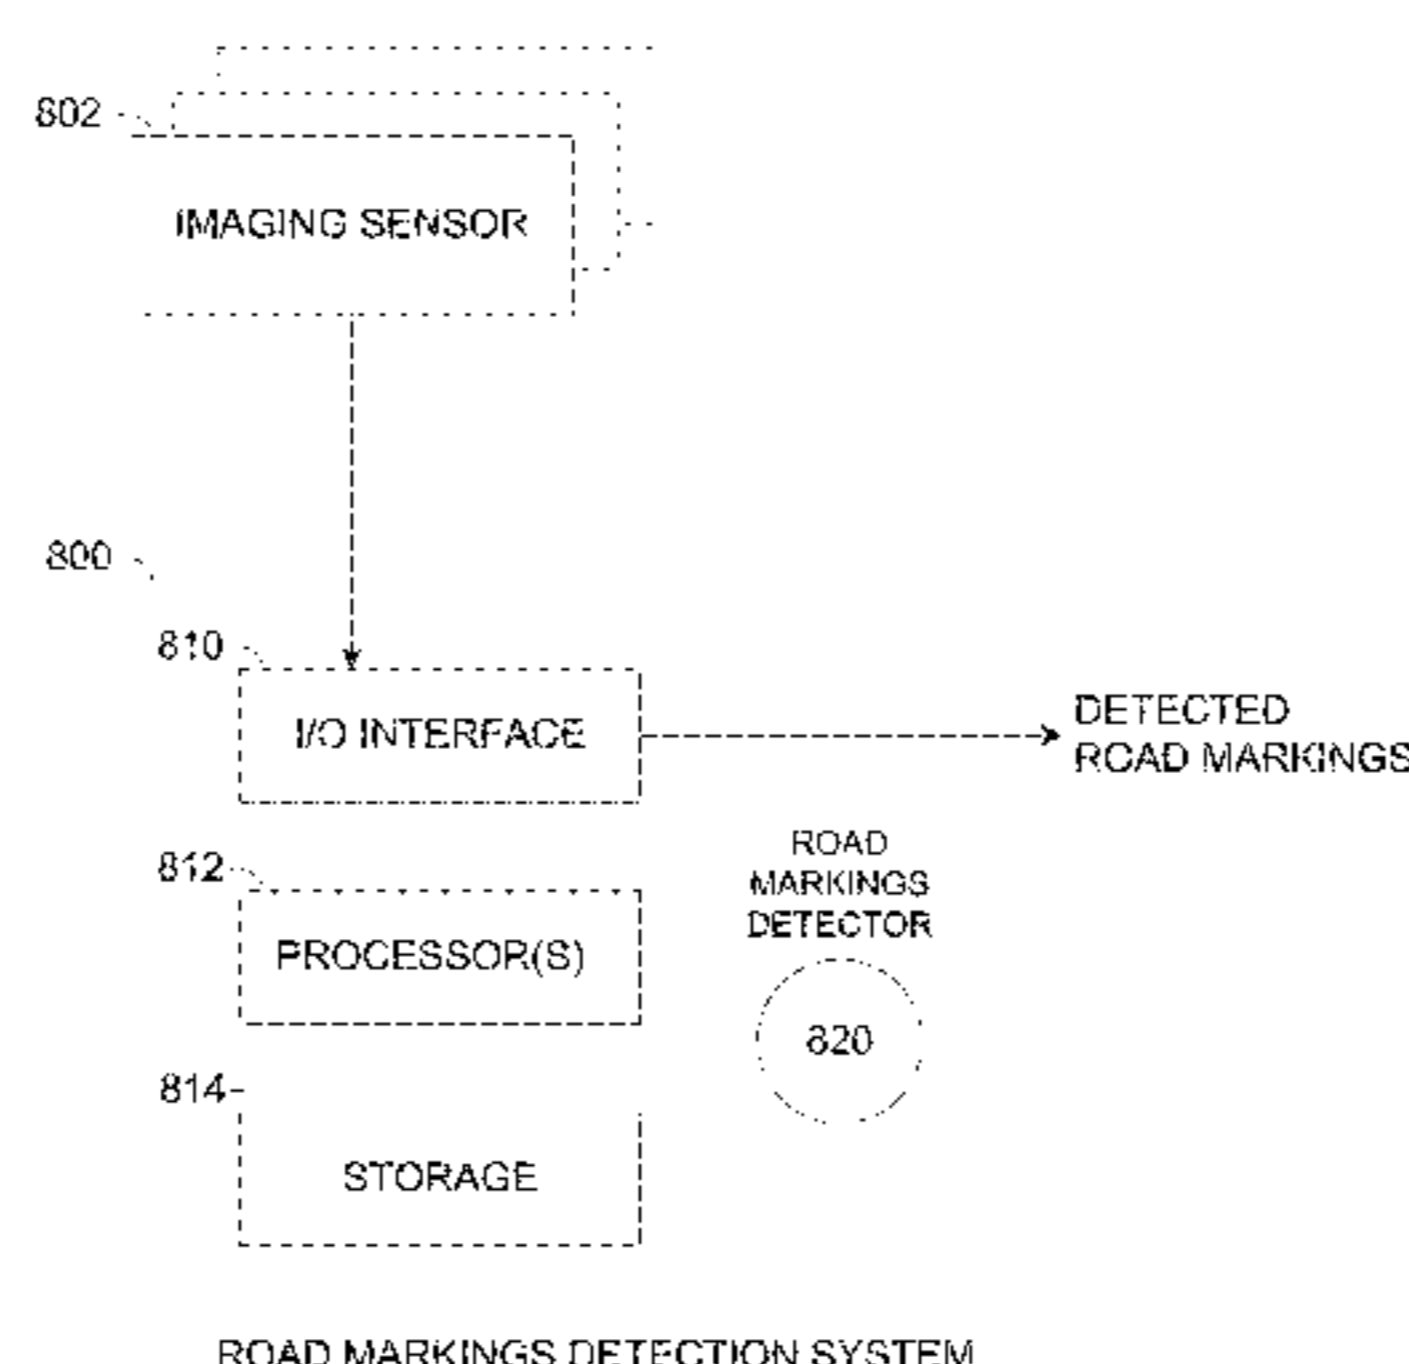 802
IMAGING SENSOR
800
810
I/O INTERFACE
DETECTED
ROAD MARKINGS
812
PROCESSOR(S)
ROAD
MARKINGS
DETECTOR
820
814
STORAGE
ROAD MARKINGS DETECTION SYSTEM